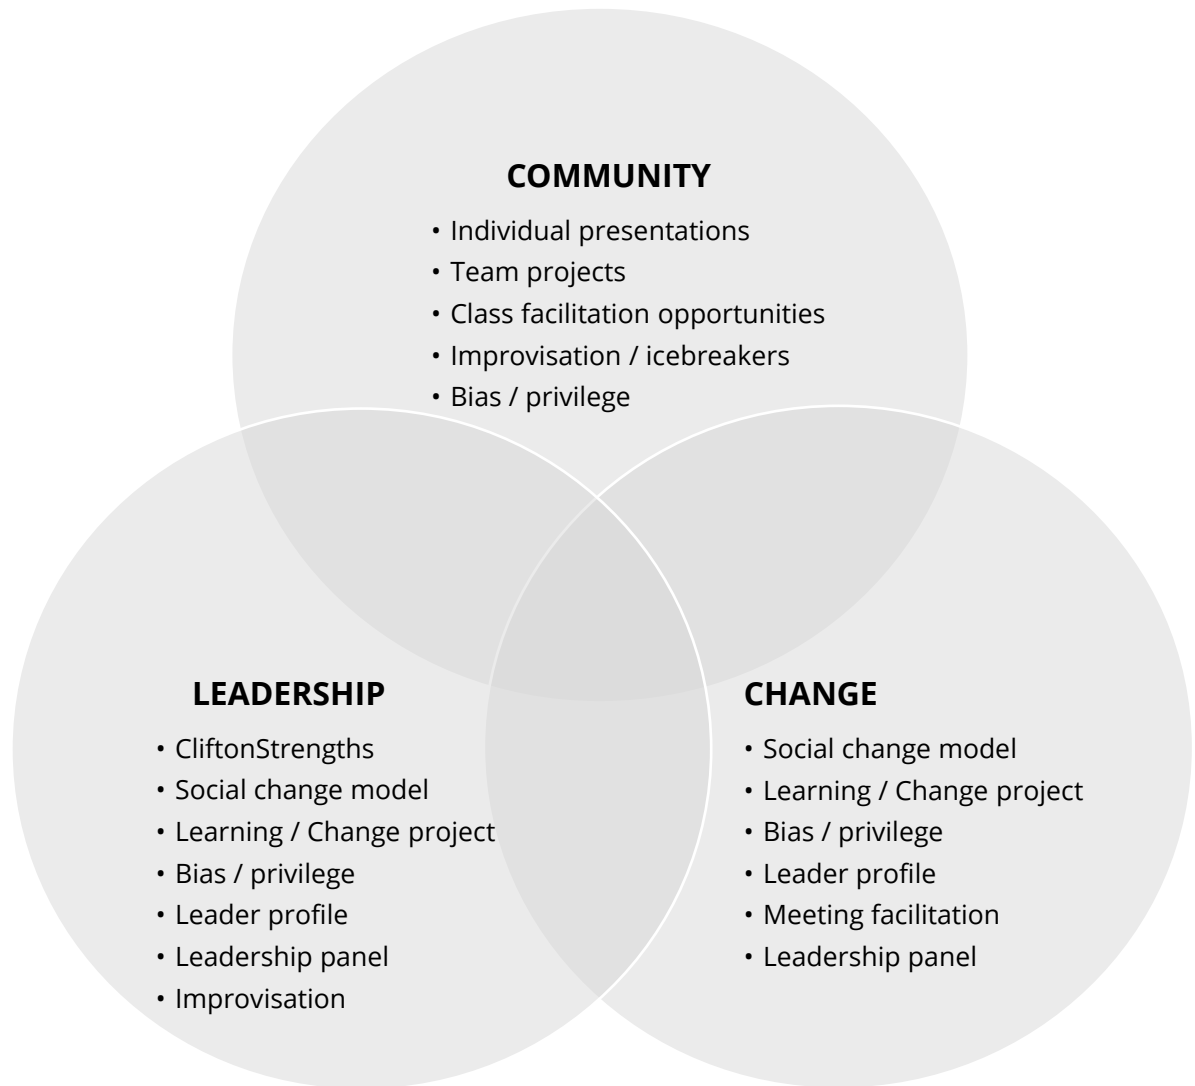 COMMUNITY
• Individual presentations
• Team projects
• Class facilitation opportunities
• Improvisation / icebreakers
• Bias / privilege
LEADERSHIP
• CliftonStrengths
• Social change model
• Learning / Change project
• Bias / privilege
• Leader profile
• Leadership panel
• Improvisation
CHANGE
• Social change model
• Learning / Change project
• Bias / privilege
• Leader profile
• Meeting facilitation
• Leadership panel